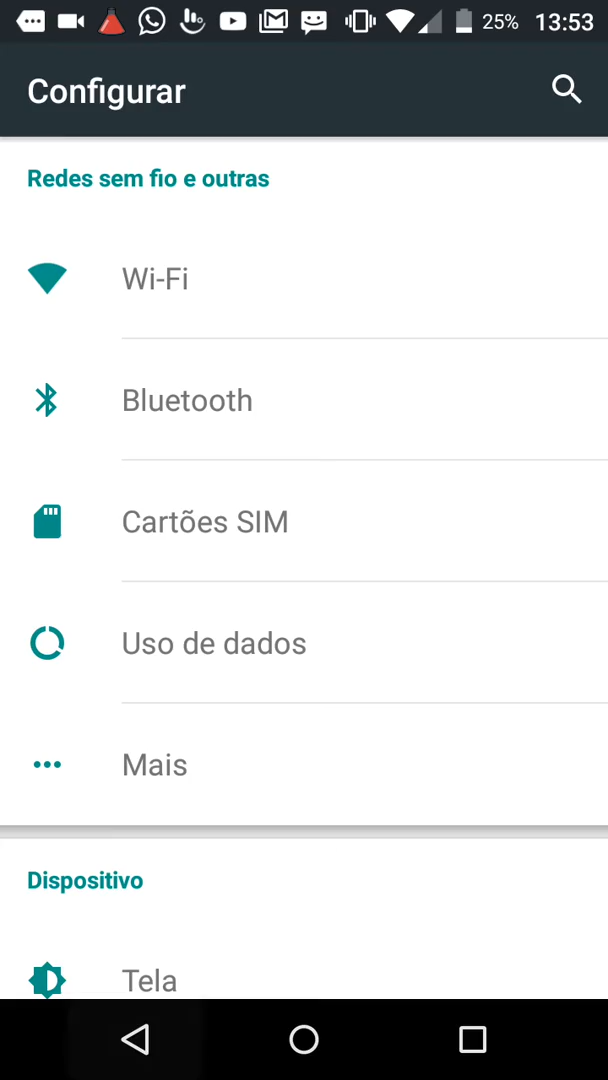 25% 13:53
Configurar
Redes sem fio e outras
Wi-Fi
Bluetooth
Cartões SIM
Uso de dados
Mais
Dispositivo
Tela